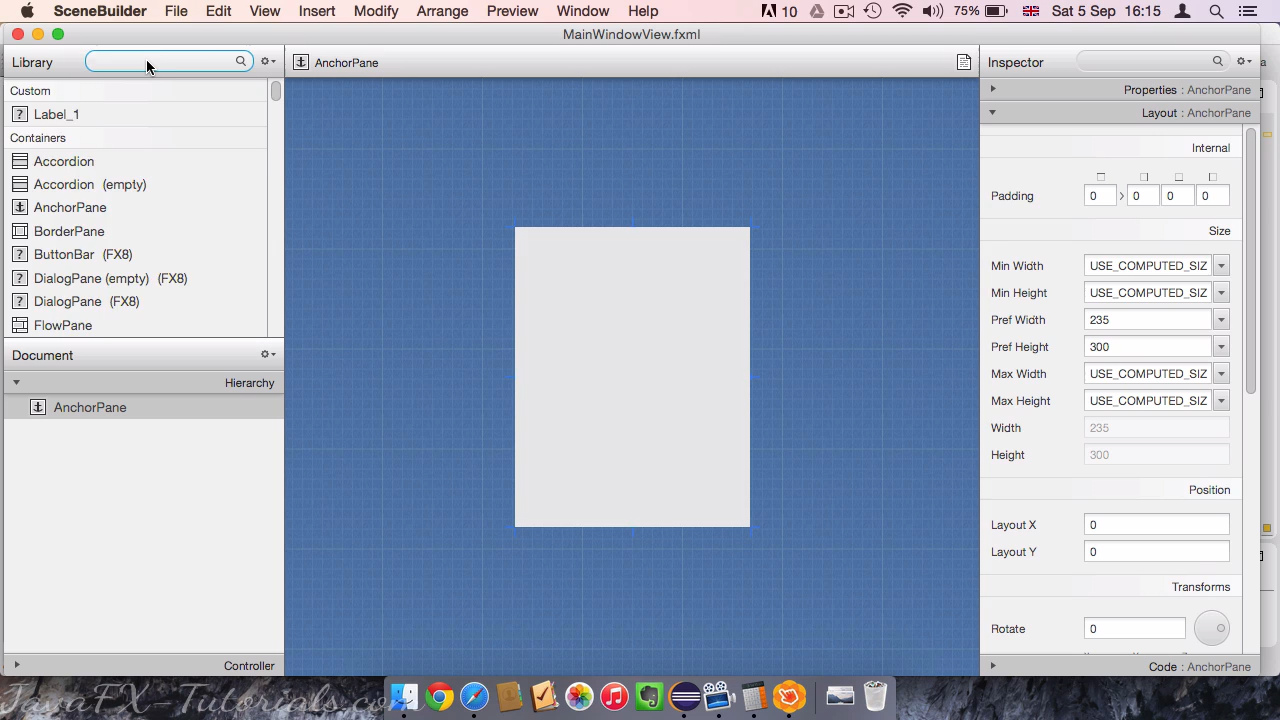 SceneBuilder File Edit View Insert Modify Arrange Preview Window Help 10 75% Sat 5 Sep 16:15
MainWindowView.fxml
Library
Custom
? Label_1
Containers
Accordion
Accordion (empty)
AnchorPane
BorderPane
? ButtonBar (FX8)
? DialogPane (empty) (FX8)
? DialogPane (FX8)
FlowPane
Document
Hierarchy
AnchorPane
Controller
AnchorPane
Inspector
Properties : AnchorPane
Layout : AnchorPane
Internal
Padding 0 > 0 0 0
Size
Min Width USE_COMPUTED_SIZ
Min Height USE_COMPUTED_SIZ
Pref Width 235
Pref Height 300
Max Width USE_COMPUTED_SIZ
Max Height USE_COMPUTED_SIZ
Width 235
Height 300
Position
Layout X 0
Layout Y 0
Transforms
Rotate 0
Code : AnchorPane
JavaFX-Tutorials.com